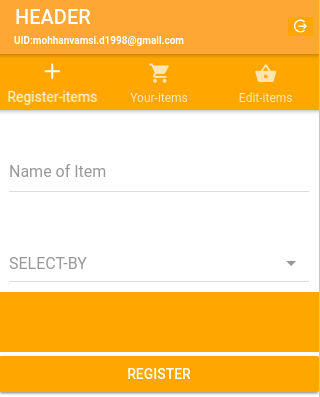 HEADER
UID:mohhanvamsi.d1998@gmail.com
Register-items
Your-items
Edit-items
Name of Item
SELECT-BY
REGISTER